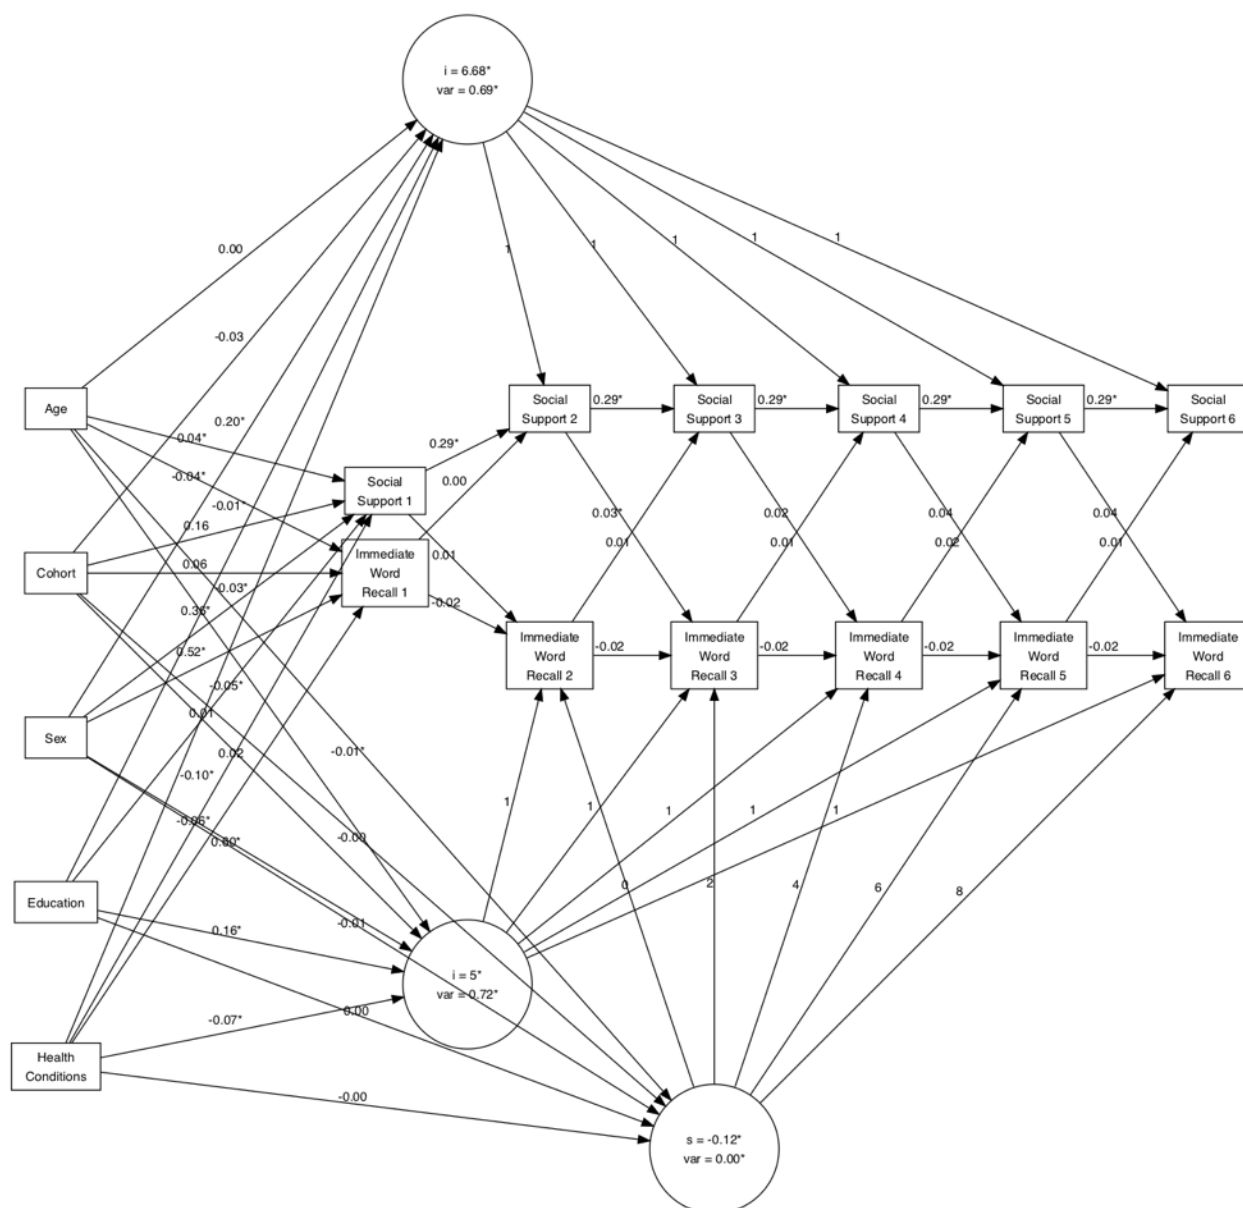 i = 6.68*
var = 0.69*
0.00
1
1
1
1
1
-0.03
Age
Social
Support 2
0.29*
Social
Support 3
0.29*
Social
Support 4
0.29*
Social
Support 5
0.29*
Social
Support 6
0.20*
0.04*
0.29*
-0.04*
0.00
Social
Support 1
-0.01*
0.03*
0.02
0.04
0.04
0.16
0.01
0.01
0.01
0.02
0.01
Cohort
0.06
Immediate
Word
Recall 1
-0.03*
-0.02
0.36*
0.52*
Immediate
Word
Recall 2
-0.02
Immediate
Word
Recall 3
-0.02
Immediate
Word
Recall 4
-0.02
Immediate
Word
Recall 5
-0.02
Immediate
Word
Recall 6
-0.05*
0.01
Sex
0.02
-0.01*
-0.10*
1
1
1
1
1
-0.06*
0.60*
-0.00
0
2
4
6
8
Education
0.16*
-0.01
i = 5*
var = 0.72*
-0.07*
0.00
Health
Conditions
-0.00
s = -0.12*
var = 0.00*